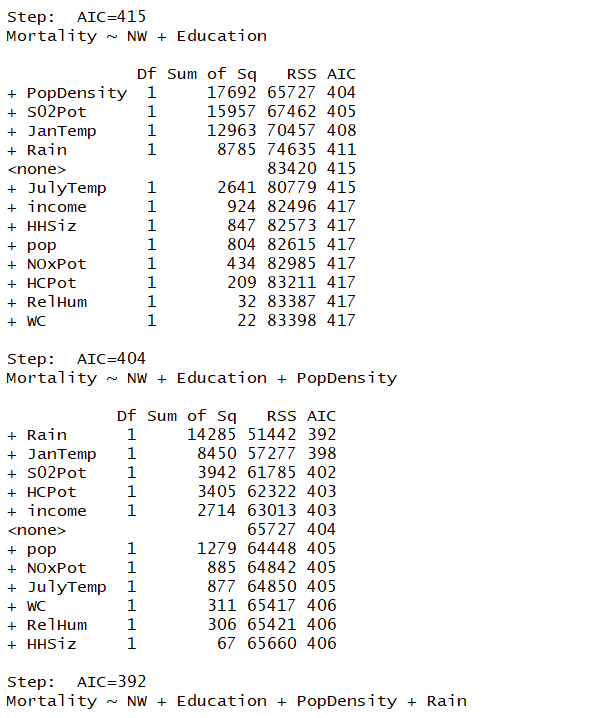 Step:  AIC=415
Mortality ~ NW + Education

             Df Sum of Sq   RSS AIC
+ PopDensity  1     17692 65727 404
+ SO2Pot      1     15957 67462 405
+ JanTemp     1     12963 70457 408
+ Rain        1      8785 74635 411
<none>                    83420 415
+ JulyTemp    1      2641 80779 415
+ income      1       924 82496 417
+ HHSiz       1       847 82573 417
+ pop         1       804 82615 417
+ NOxPot      1       434 82985 417
+ HCPot       1       209 83211 417
+ RelHum      1        32 83387 417
+ WC          1        22 83398 417

Step:  AIC=404
Mortality ~ NW + Education + PopDensity

           Df Sum of Sq   RSS AIC
+ Rain      1     14285 51442 392
+ JanTemp   1      8450 57277 398
+ SO2Pot    1      3942 61785 402
+ HCPot     1      3405 62322 403
+ income    1      2714 63013 403
<none>                  65727 404
+ pop       1      1279 64448 405
+ NOxPot    1       885 64842 405
+ JulyTemp  1       877 64850 405
+ WC        1       311 65417 406
+ RelHum    1       306 65421 406
+ HHSiz     1        67 65660 406

Step:  AIC=392
Mortality ~ NW + Education + PopDensity + Rain